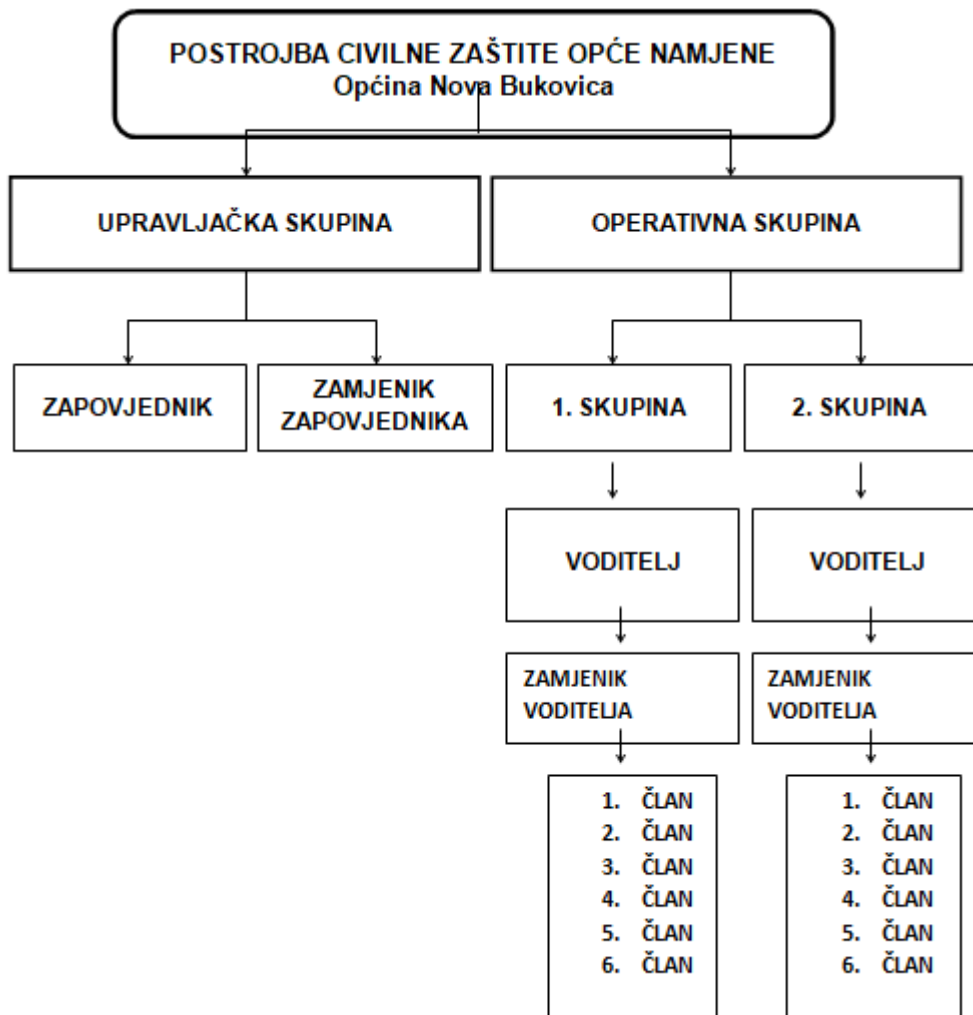 POSTROJBA CIVILNE ZAŠTITE OPĆE NAMJENE
Općina Nova Bukovica
UPRAVLJAČKA SKUPINA
OPERATIVNA SKUPINA
ZAPOVJEDNIK
ZAMJENIK
ZAPOVJEDNIKA
1. SKUPINA
2. SKUPINA
VODITELJ
VODITELJ
ZAMJENIK
VODITELJA
ZAMJENIK
VODITELJA
1. ČLAN
2. ČLAN
3. ČLAN
4. ČLAN
5. ČLAN
6. ČLAN
1. ČLAN
2. ČLAN
3. ČLAN
4. ČLAN
5. ČLAN
6. ČLAN